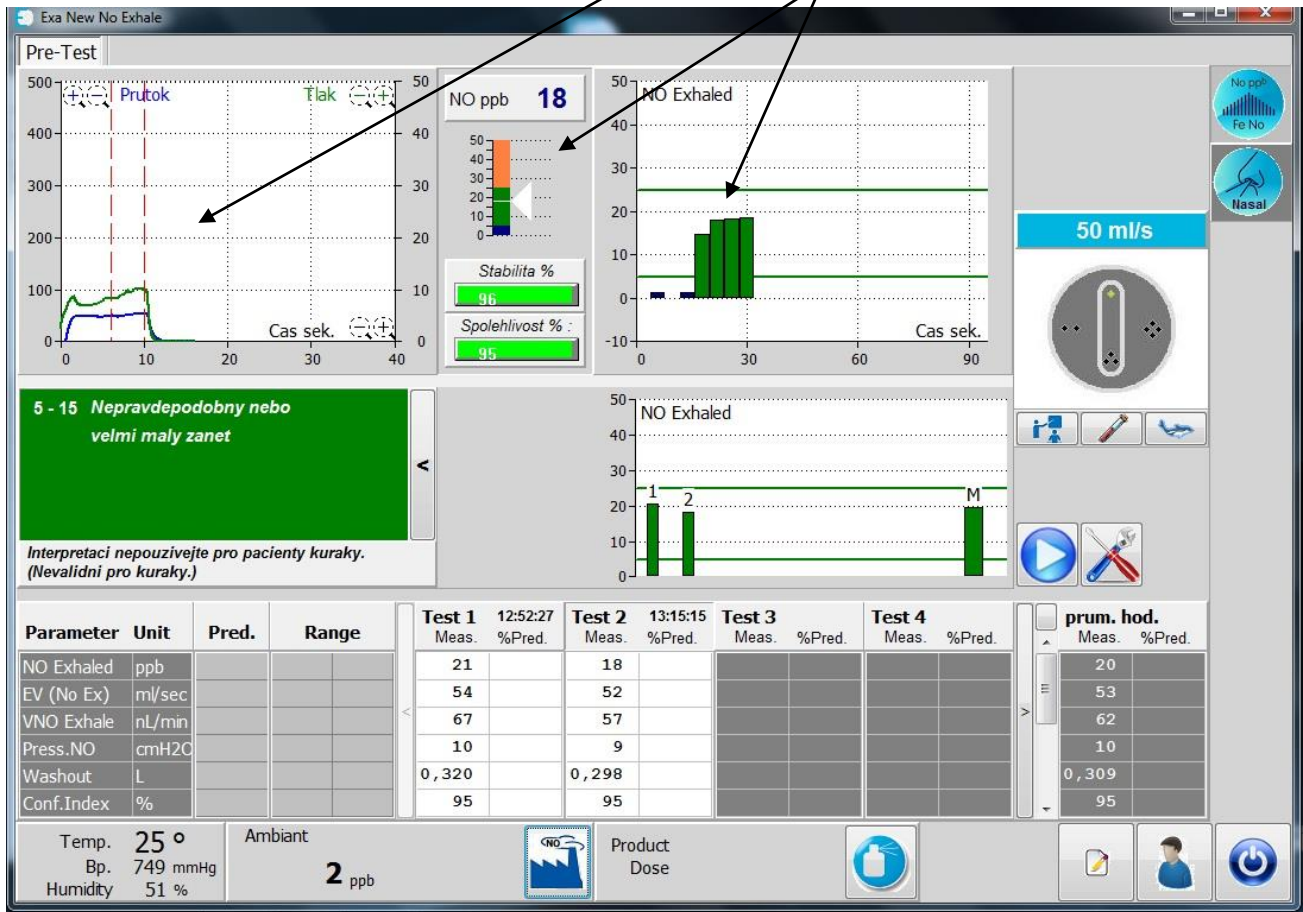 Exa New No Exhale
Pre-Test
500
400
300
200
100
0
Prutok
Tlak
50
40
30
20
10
0
Cas sek.
0 10 20 30 40
NO ppb 18
50
40
30
20
10
0
Stabilita %
96
Spolehlivost % :
95
NO Exhaled
50
40
30
20
10
0
-10
Cas sek.
0 30 60 90
No ppb
Fe No
Nasal
50 ml/s
5 - 15 Nepravdepodobny nebo
velmi maly zanet
<
Interpretaci nepouzivejte pro pacienty kuraky.
(Nevalidni pro kuraky.)
NO Exhaled
50
40
30
20
10
0
1 2 M
Test 1 12:52:27 Test 2 13:15:15 Test 3 Test 4 prum. hod.
Parameter Unit Pred. Range Meas. %Pred. Meas. %Pred. Meas. %Pred. Meas. %Pred. Meas. %Pred.
NO Exhaled ppb 21 18 20
EV (No Ex) ml/sec 54 52 53
VNO Exhale nL/min < 67 57 > 62
Press.NO cmH2O 10 9 10
Washout L 0,320 0,298 0,309
Conf.Index % 95 95 95
Temp. 25 °
Bp. 749 mmHg
Humidity 51 %
Ambiant
2 ppb
NO
Product
Dose